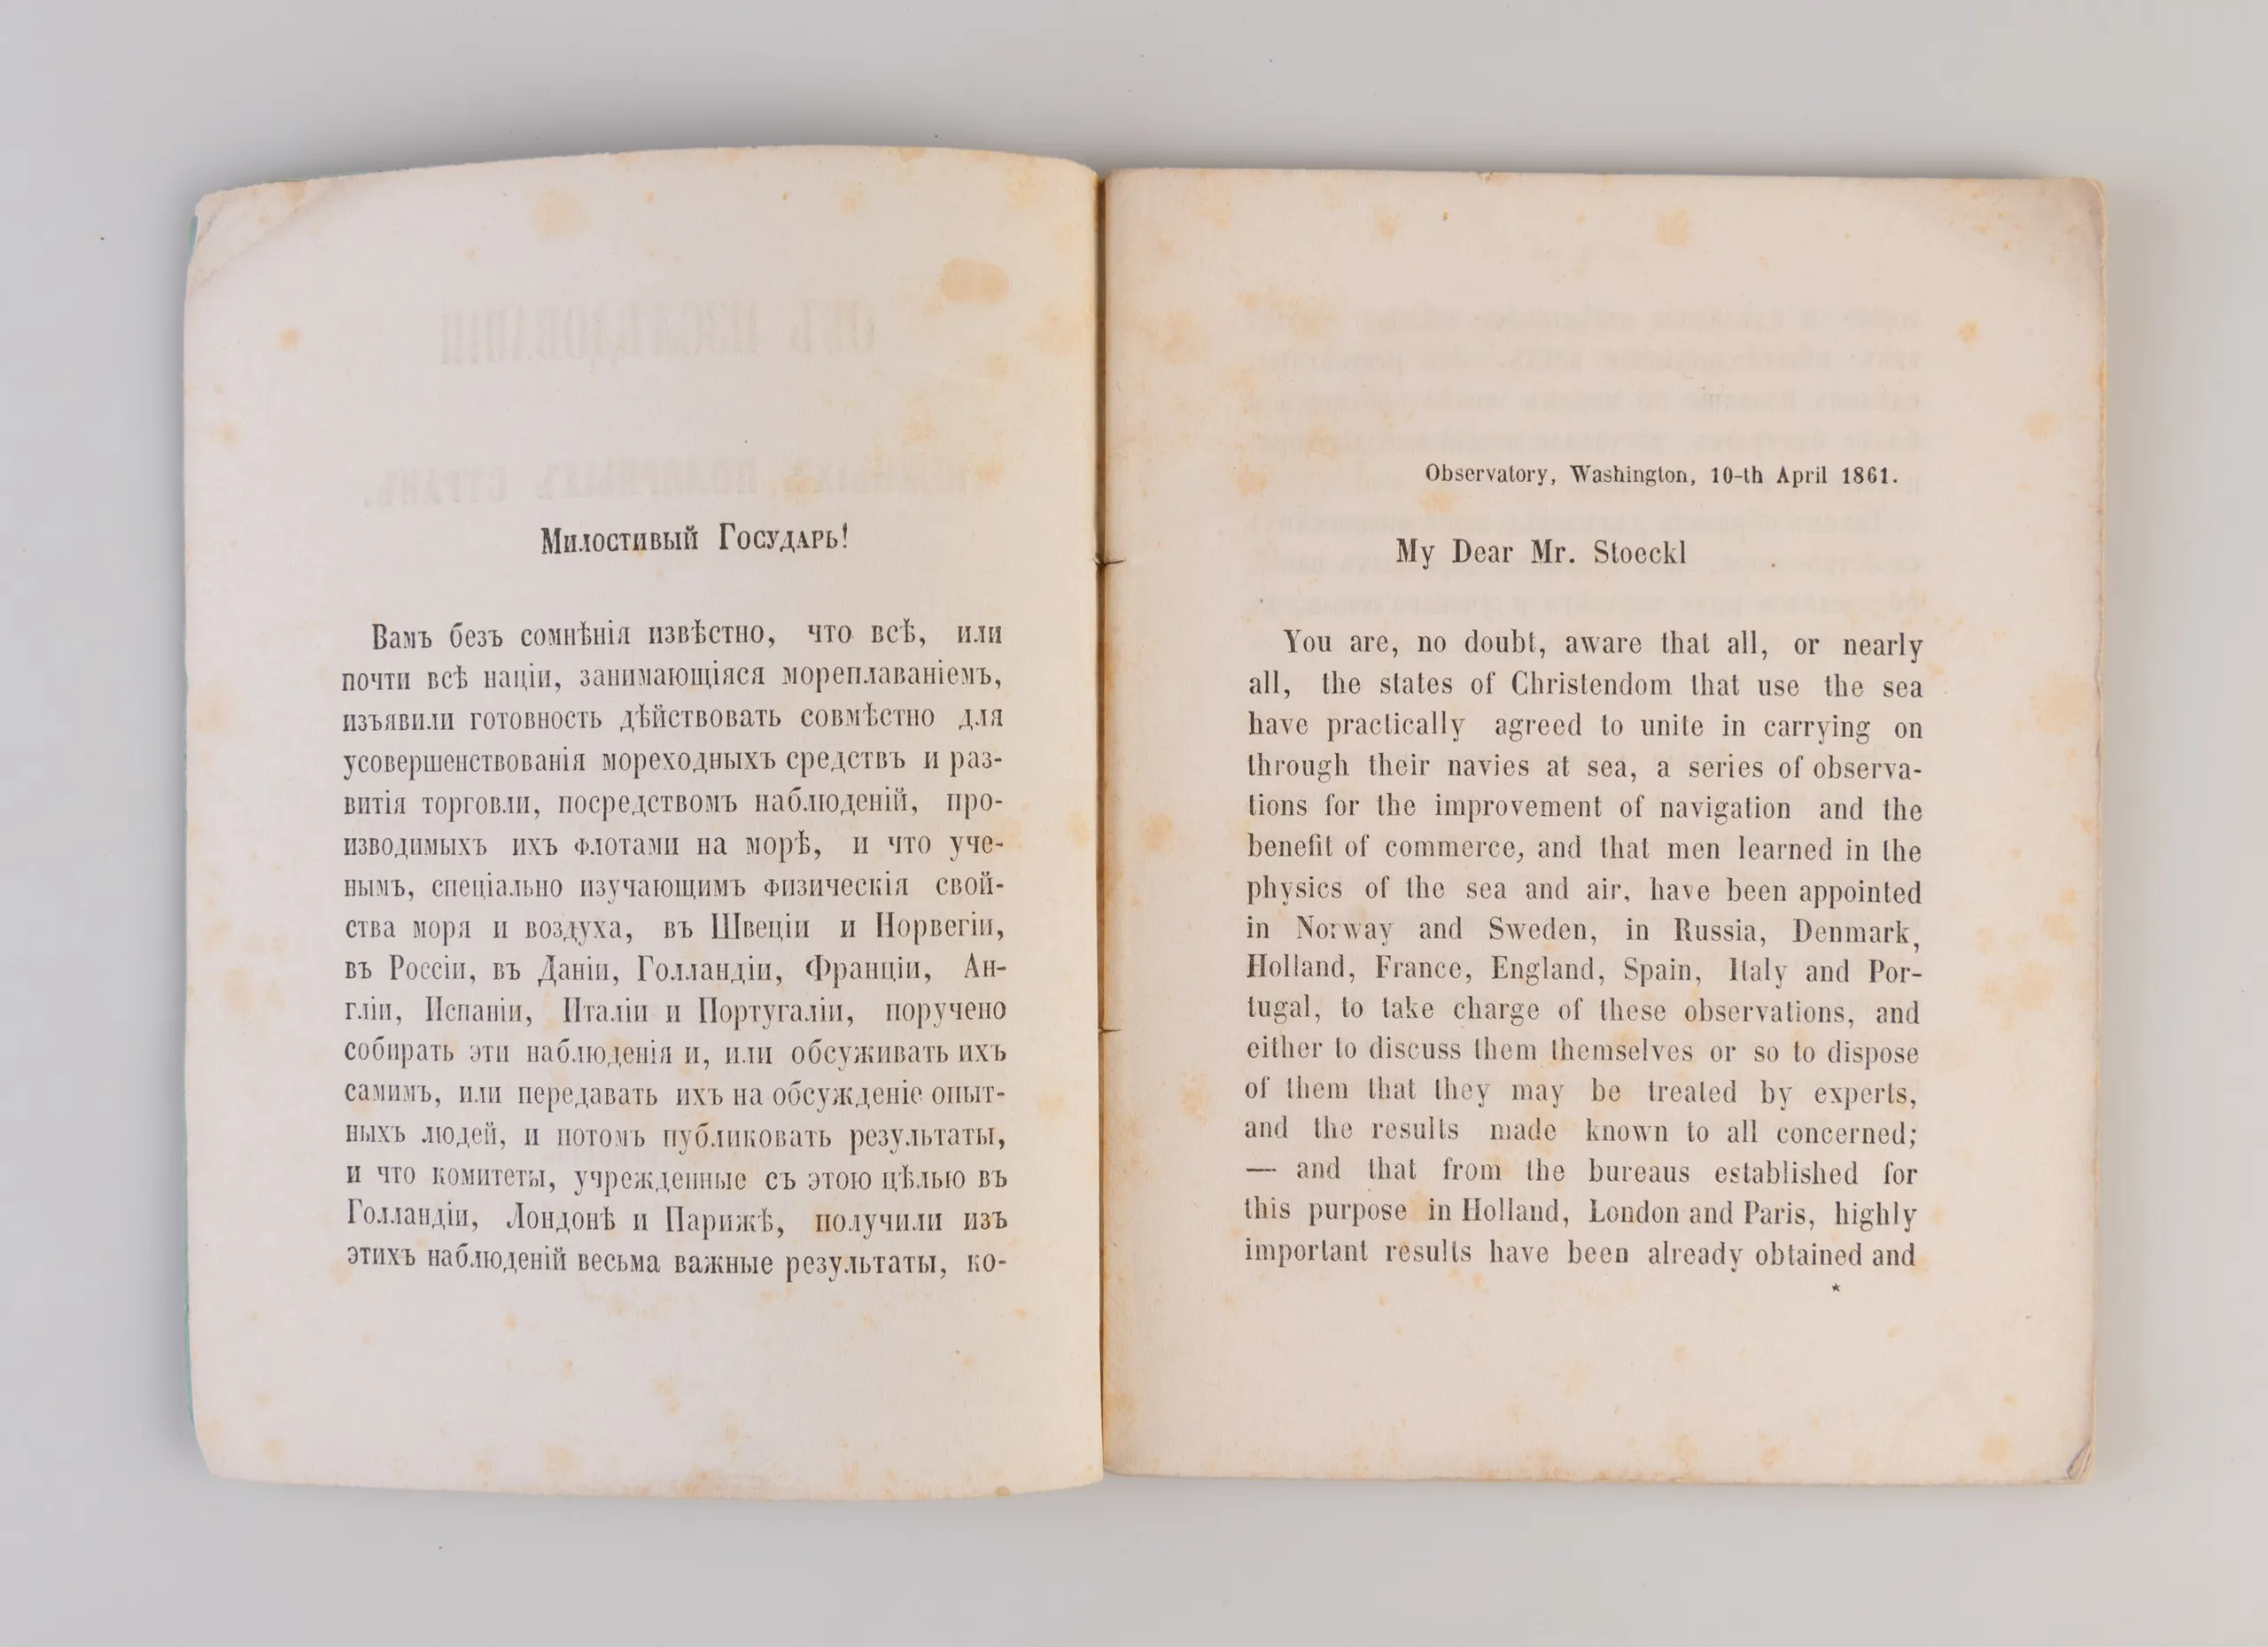 Милостивый Государь!
Вамъ безъ сомнѣнія извѣстно, что всѣ, или
почти всѣ націи, занимающіяся мореплаваніемъ,
изъявили готовность дѣйствовать совмѣстно для
усовершенствованія мореходныхъ средствъ и раз-
витія торговли, посредствомъ наблюденій, про-
изводимыхъ ихъ флотами на морѣ, и что уче-
нымъ, спеціально изучающимъ физическія свой-
ства моря и воздуха, въ Швеціи и Норвегіи,
въ Россіи, въ Даніи, Голландіи, Франціи, Ан-
гліи, Испаніи, Италіи и Португаліи, поручено
собирать эти наблюденія и, или обсуживать ихъ
самимъ, или передавать ихъ на обсужденіе опыт-
ныхъ людей, и потомъ публиковать результаты,
и что комитеты, учрежденные съ этою цѣлью въ
Голландіи, Лондонѣ и Парижѣ, получили изъ
этихъ наблюденій весьма важные результаты, ко-
Observatory, Washington, 10-th April 1861.
My Dear Mr. Stoeckl
You are, no doubt, aware that all, or nearly
all, the states of Christendom that use the sea
have practically agreed to unite in carrying on
through their navies at sea, a series of observa-
tions for the improvement of navigation and the
benefit of commerce, and that men learned in the
physics of the sea and air, have been appointed
in Norway and Sweden, in Russia, Denmark,
Holland, France, England, Spain, Italy and Por-
tugal, to take charge of these observations, and
either to discuss them themselves or so to dispose
of them that they may be treated by experts,
and the results made known to all concerned;
— and that from the bureaus established for
this purpose in Holland, London and Paris, highly
important results have been already obtained and
*